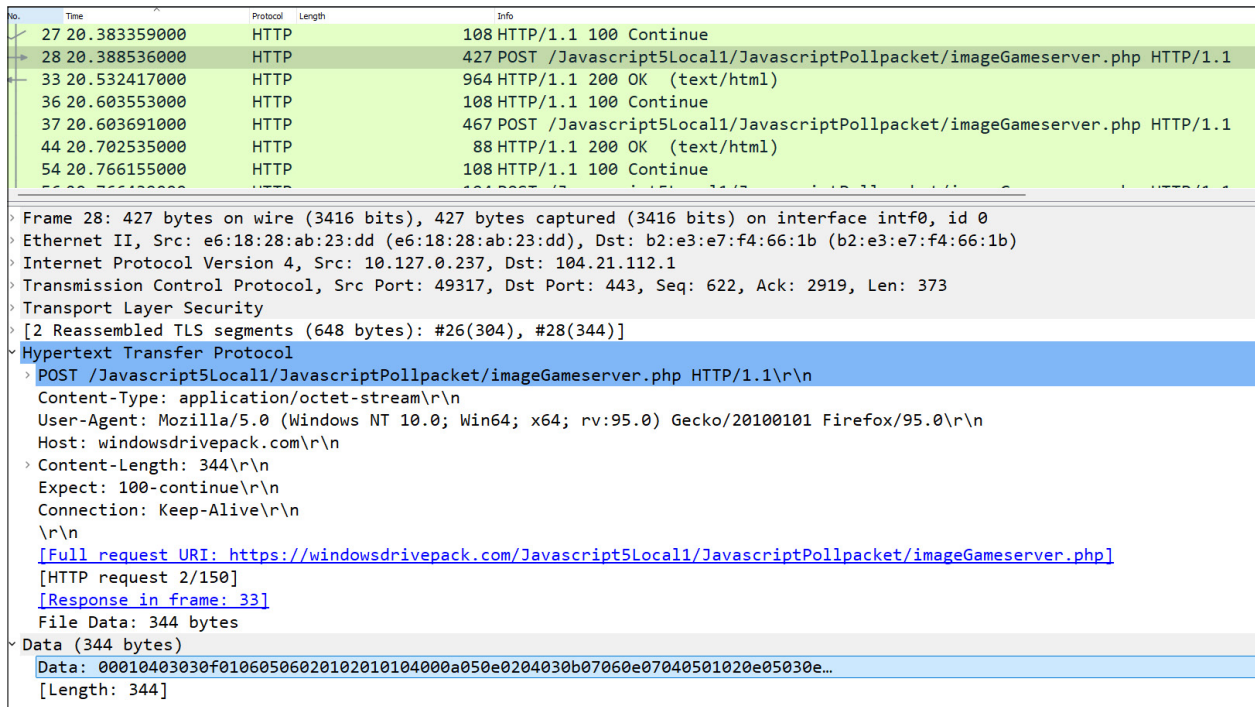 No. Time Protocol Length Info
27 20.383359000 HTTP 108 HTTP/1.1 100 Continue
28 20.388536000 HTTP 427 POST /Javascript5Local1/JavascriptPollpacket/imageGameserver.php HTTP/1.1
33 20.532417000 HTTP 964 HTTP/1.1 200 OK (text/html)
36 20.603553000 HTTP 108 HTTP/1.1 100 Continue
37 20.603691000 HTTP 467 POST /Javascript5Local1/JavascriptPollpacket/imageGameserver.php HTTP/1.1
44 20.702535000 HTTP 88 HTTP/1.1 200 OK (text/html)
54 20.766155000 HTTP 108 HTTP/1.1 100 Continue
Frame 28: 427 bytes on wire (3416 bits), 427 bytes captured (3416 bits) on interface intf0, id 0
Ethernet II, Src: e6:18:28:ab:23:dd (e6:18:28:ab:23:dd), Dst: b2:e3:e7:f4:66:1b (b2:e3:e7:f4:66:1b)
Internet Protocol Version 4, Src: 10.127.0.237, Dst: 104.21.112.1
Transmission Control Protocol, Src Port: 49317, Dst Port: 443, Seq: 622, Ack: 2919, Len: 373
Transport Layer Security
[2 Reassembled TLS segments (648 bytes): #26(304), #28(344)]
Hypertext Transfer Protocol
POST /Javascript5Local1/JavascriptPollpacket/imageGameserver.php HTTP/1.1\r\n
Content-Type: application/octet-stream\r\n
User-Agent: Mozilla/5.0 (Windows NT 10.0; Win64; x64; rv:95.0) Gecko/20100101 Firefox/95.0\r\n
Host: windowsdrivepack.com\r\n
Content-Length: 344\r\n
Expect: 100-continue\r\n
Connection: Keep-Alive\r\n
\r\n
[Full request URI: https://windowsdrivepack.com/Javascript5Local1/JavascriptPollpacket/imageGameserver.php]
[HTTP request 2/150]
[Response in frame: 33]
File Data: 344 bytes
Data (344 bytes)
Data: 00010403030f01060506020102010104000a050e0204030b07060e07040501020e05030e…
[Length: 344]